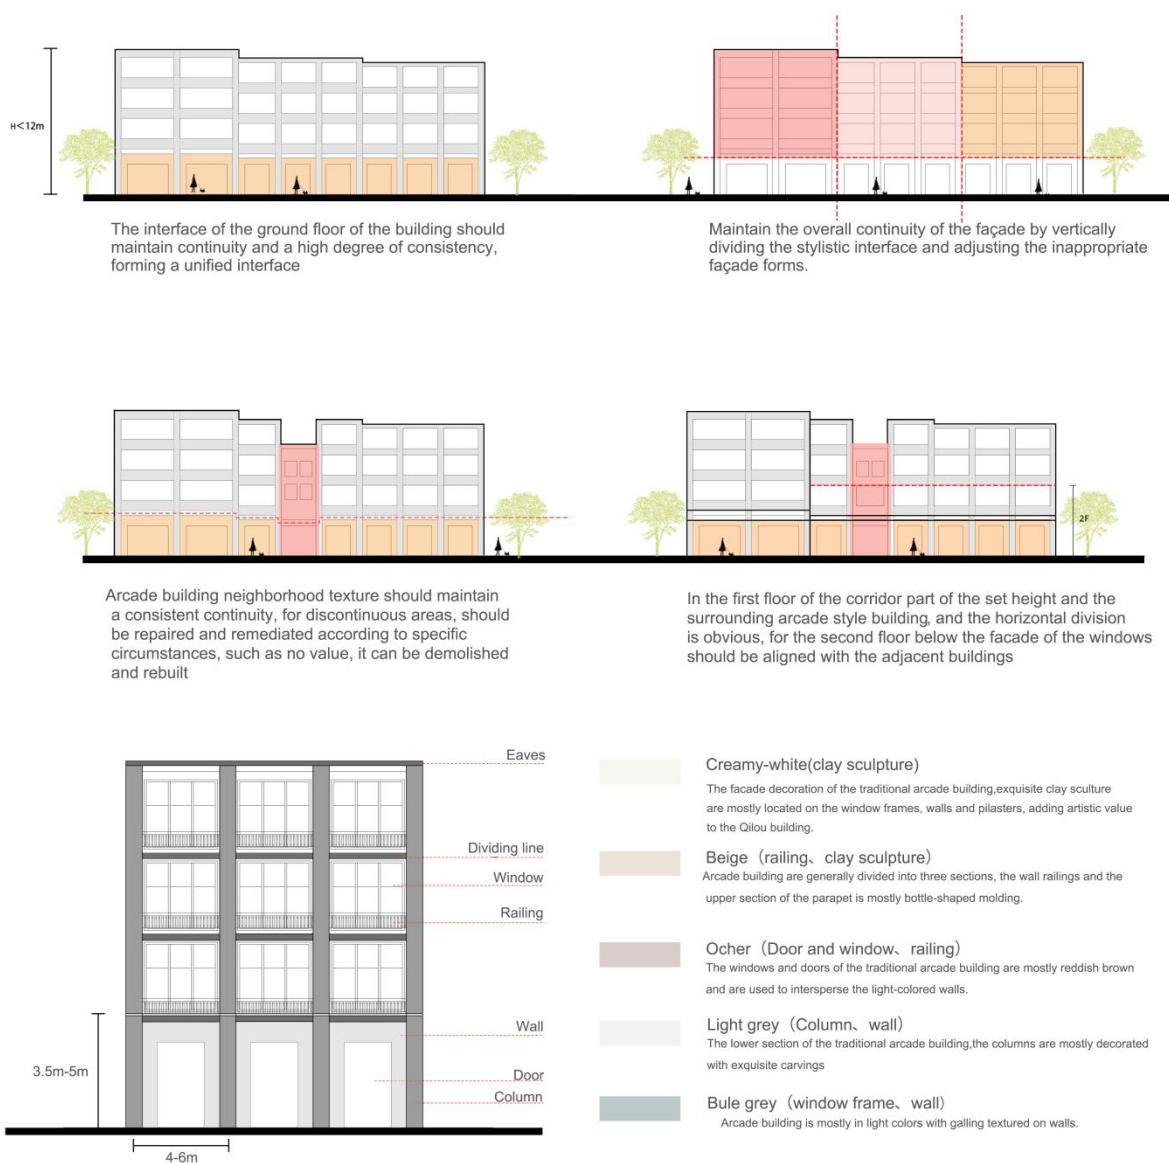 H<12m
The interface of the ground floor of the building should
maintain continuity and a high degree of consistency,
forming a unified interface
Maintain the overall continuity of the façade by vertically
dividing the stylistic interface and adjusting the inappropriate
façade forms.
Arcade building neighborhood texture should maintain
a consistent continuity, for discontinuous areas, should
be repaired and remediated according to specific
circumstances, such as no value, it can be demolished
and rebuilt
2F
In the first floor of the corridor part of the set height and the
surrounding arcade style building, and the horizontal division
is obvious, for the second floor below the facade of the windows
should be aligned with the adjacent buildings
Eaves
Dividing line
Window
Railing
Wall
Door
Column
3.5m-5m
4-6m
Creamy-white(clay sculpture)
The facade decoration of the traditional arcade building,exquisite clay sculture
are mostly located on the window frames, walls and pilasters, adding artistic value
to the Qilou building.
Beige（railing、clay sculpture）
Arcade building are generally divided into three sections, the wall railings and the
upper section of the parapet is mostly bottle-shaped molding.
Ocher（Door and window、railing）
The windows and doors of the traditional arcade building are mostly reddish brown
and are used to intersperse the light-colored walls.
Light grey（Column、wall）
The lower section of the traditional arcade building,the columns are mostly decorated
with exquisite carvings
Bule grey（window frame、wall）
Arcade building is mostly in light colors with galling textured on walls.